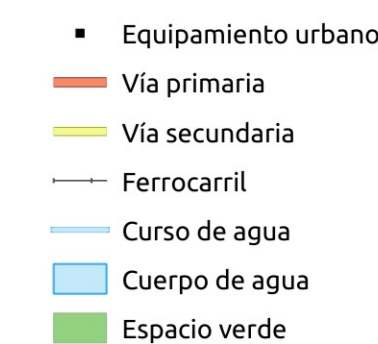 Equipamiento urbano
Vía primaria
Vía secundaria
Ferrocarril
Curso de agua
Cuerpo de agua
Espacio verde